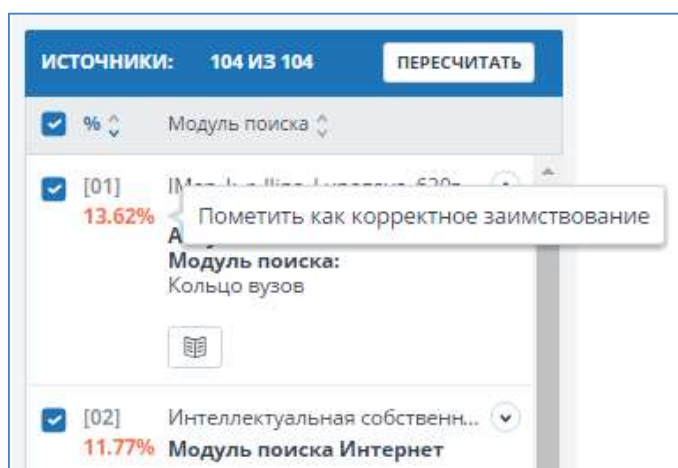 ИСТОЧНИКИ: 104 ИЗ 104 ПЕРЕСЧИТАТЬ
% Модуль поиска
[01]
13.62% Пометить как корректное заимствование
Модуль поиска:
Кольцо вузов
[02] Интеллектуальная собственн...
11.77% Модуль поиска Интернет